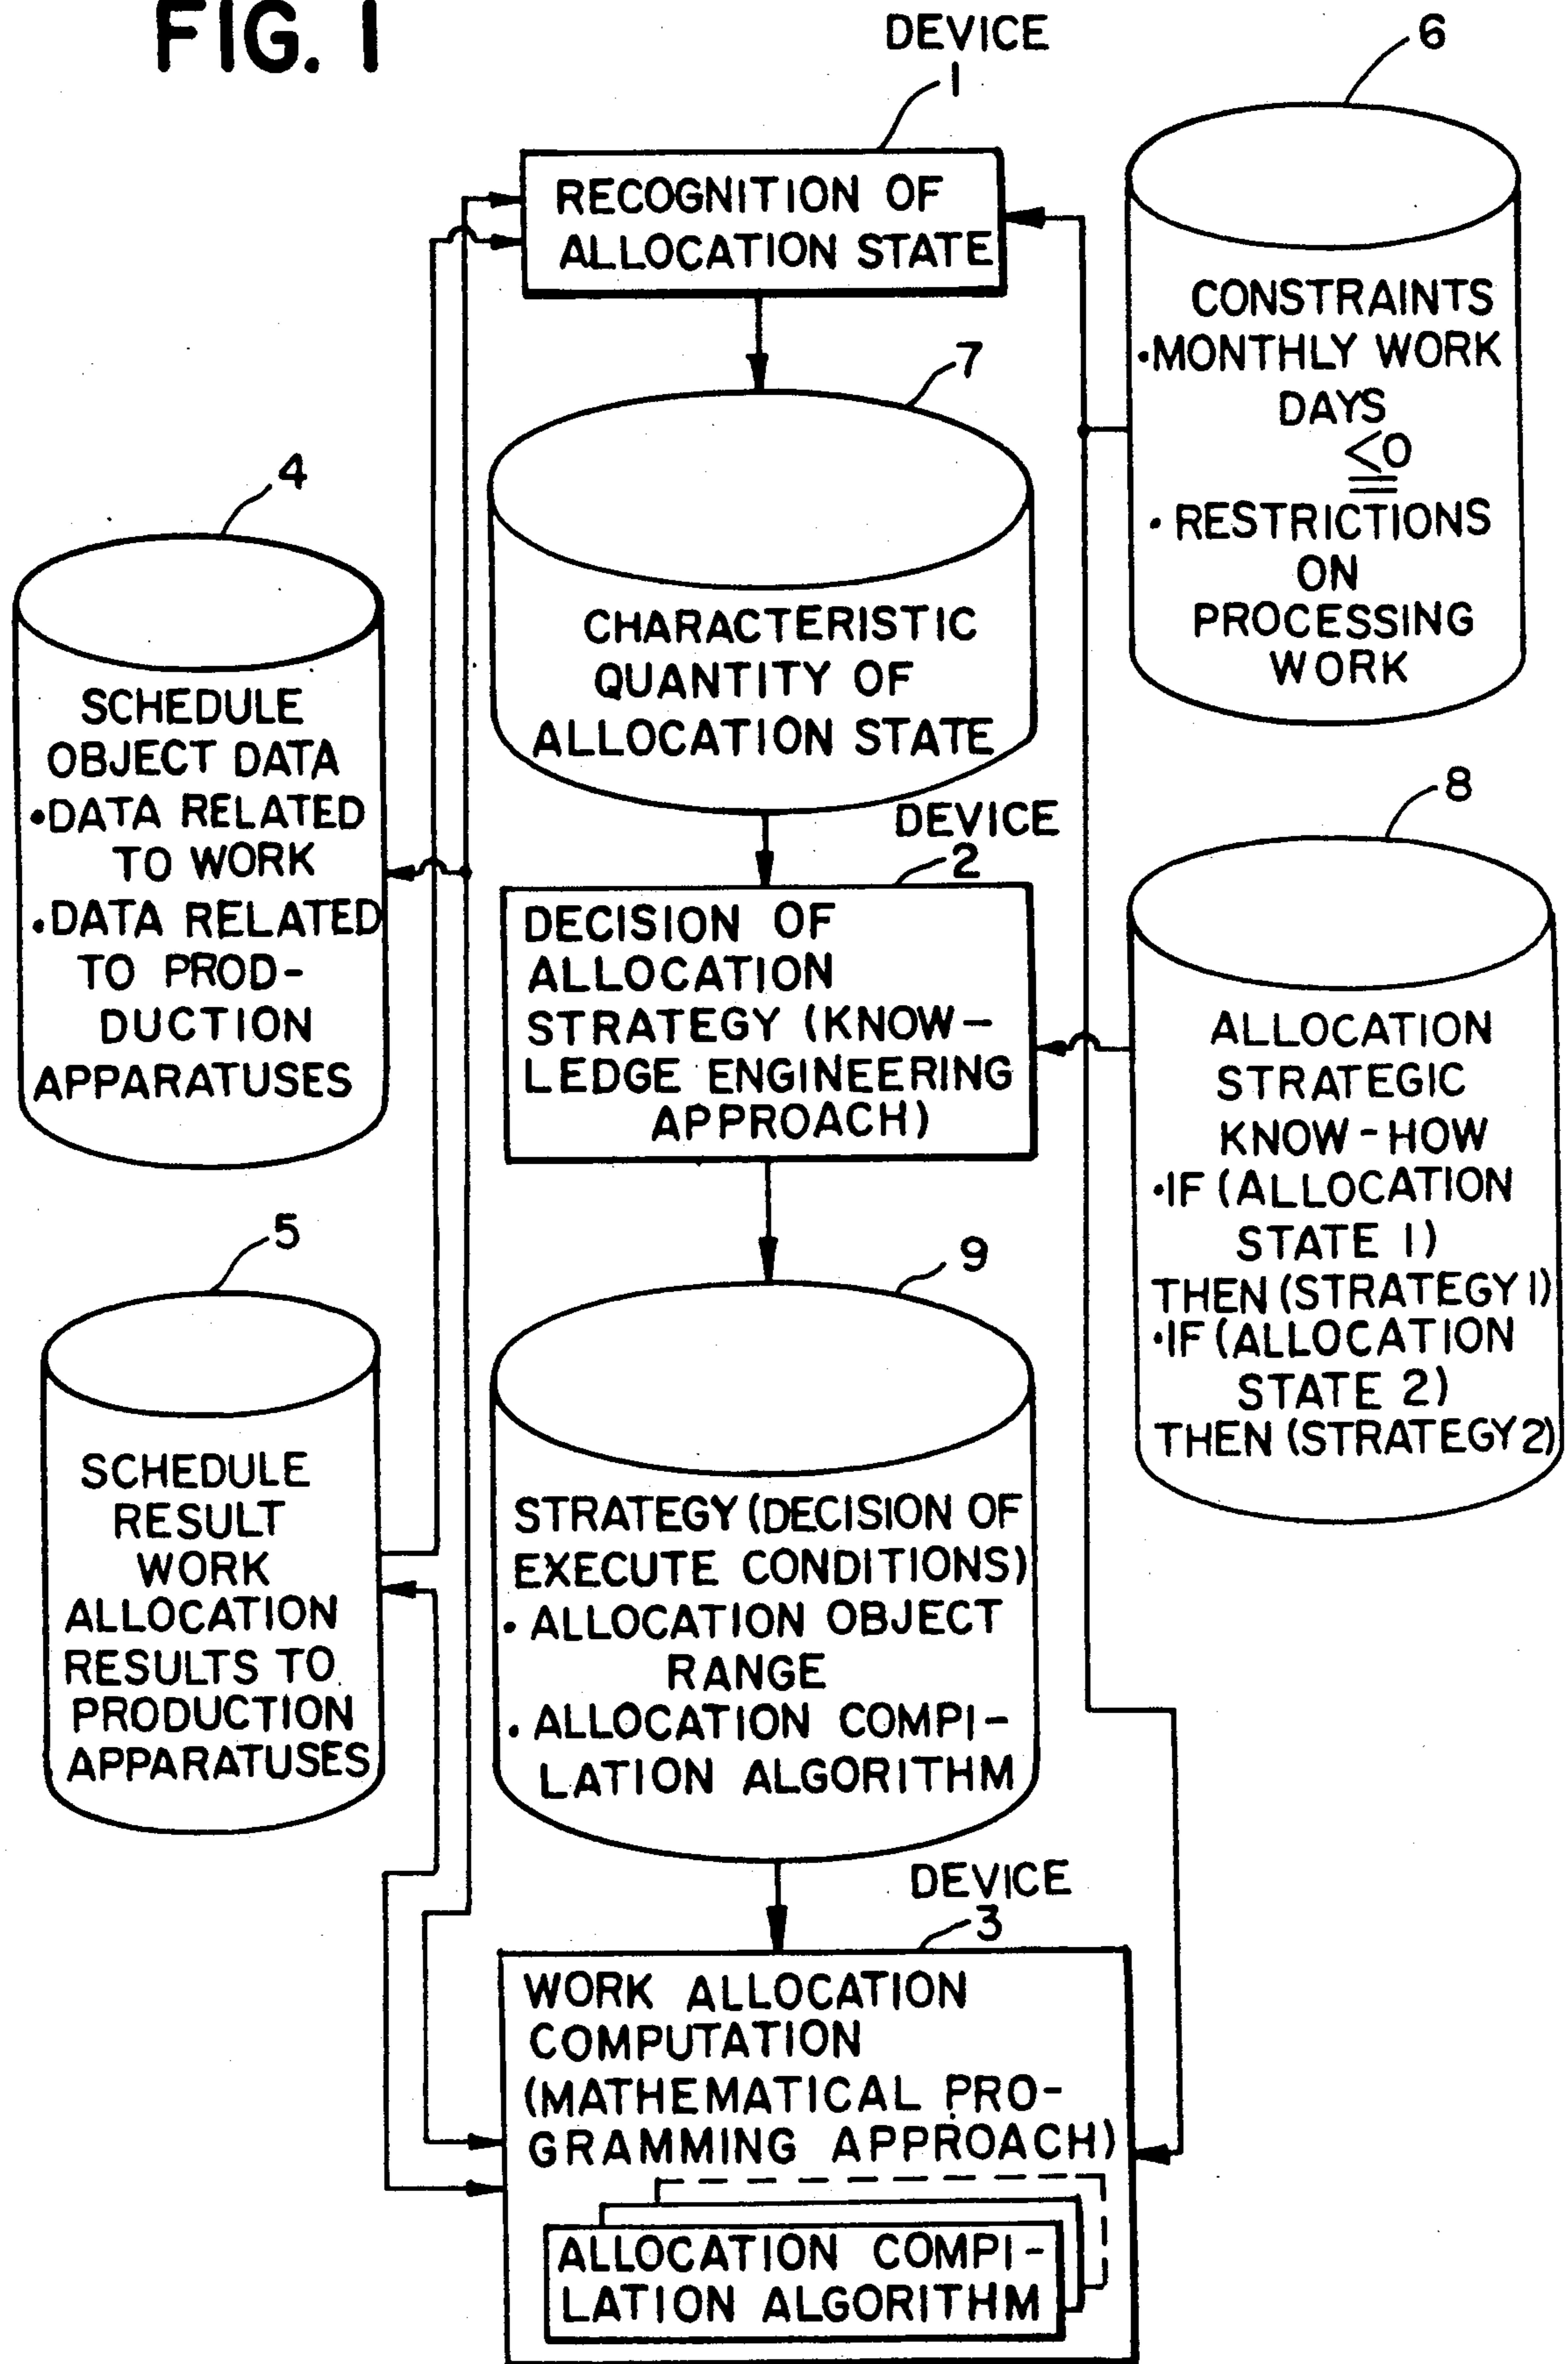 FIG. 1
DEVICE
1
RECOGNITION OF
ALLOCATION STATE
6
CONSTRAINTS
•MONTHLY WORK
DAYS
≦0
• RESTRICTIONS
ON
PROCESSING
WORK
7
CHARACTERISTIC
QUANTITY OF
ALLOCATION STATE
4
SCHEDULE
OBJECT DATA
•DATA RELATED
TO WORK
•DATA RELATED
TO PROD-
DUCTION
APPARATUSES
DEVICE
2
DECISION OF
ALLOCATION
STRATEGY (KNOW-
LEDGE ENGINEERING
APPROACH)
8
ALLOCATION
STRATEGIC
KNOW-HOW
•IF (ALLOCATION
STATE 1)
THEN (STRATEGY 1)
•IF (ALLOCATION
STATE 2)
THEN (STRATEGY 2)
5
SCHEDULE
RESULT
WORK
ALLOCATION
RESULTS TO
PRODUCTION
APPARATUSES
9
STRATEGY (DECISION OF
EXECUTE CONDITIONS)
• ALLOCATION OBJECT
RANGE
• ALLOCATION COMPI-
LATION ALGORITHM
DEVICE
3
WORK ALLOCATION
COMPUTATION
(MATHEMATICAL PRO-
GRAMMING APPROACH)
ALLOCATION COMPI-
LATION ALGORITHM